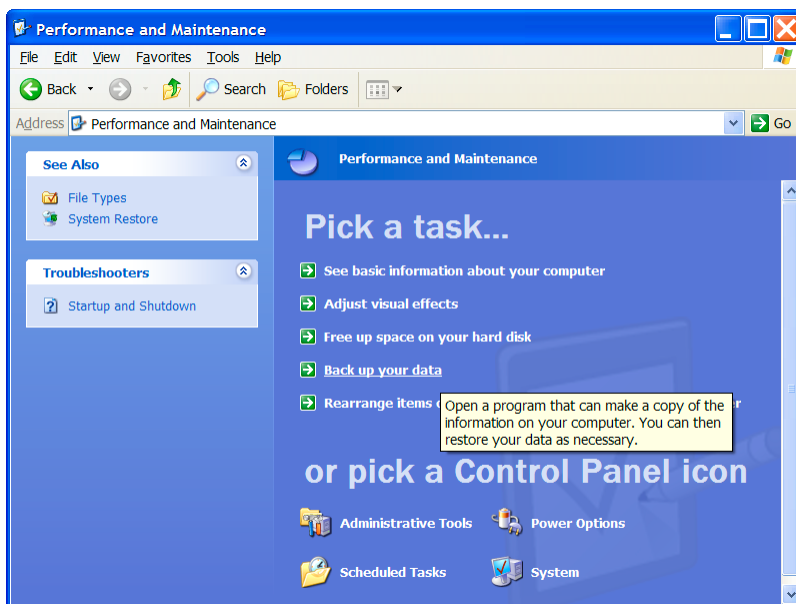 Performance and Maintenance
File Edit View Favorites Tools Help
Back Search Folders
Address Performance and Maintenance Go
See Also
File Types
System Restore
Troubleshooters
Startup and Shutdown
Performance and Maintenance
Pick a task...
See basic information about your computer
Adjust visual effects
Free up space on your hard disk
Back up your data
Rearrange items
Open a program that can make a copy of the
information on your computer. You can then
restore your data as necessary.
or pick a Control Panel icon
Administrative Tools Power Options
Scheduled Tasks System